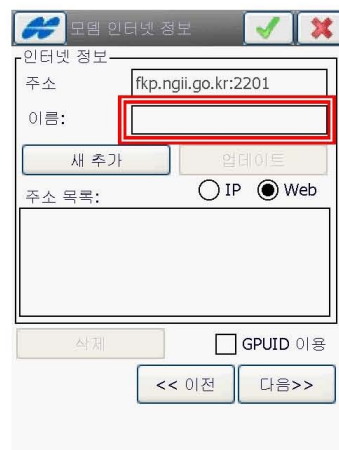 모뎀 인터넷 정보
인터넷 정보
주소 fkp.ngii.go.kr:2201
이름:
새 추가 업데이트
주소 목록: IP Web
삭제 GPUID 이용
<< 이전 다음>>